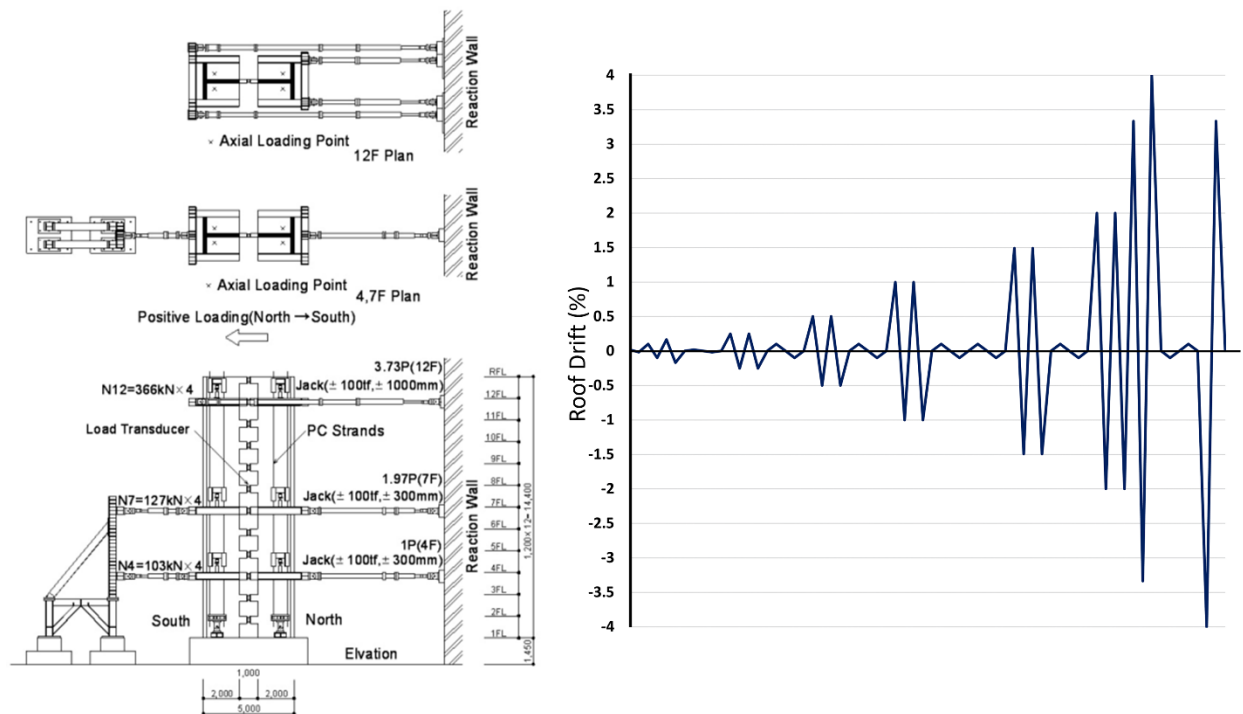 Reaction Wall
× Axial Loading Point
12F Plan
Reaction Wall
× Axial Loading Point
4,7F Plan
Positive Loading(North →South)
3.73P(12F)
N12=366kN×4
Jack(±100tf,±1000mm)
Load Transducer
PC Strands
1.97P(7F)
N7=127kN×4
Jack(±100tf,±300mm)
1P(4F)
N4=103kN×4
Jack(±100tf,±300mm)
South
North
Elvation
Reaction Wall
RFL
12FL
11FL
10FL
9FL
8FL
7FL
6FL
5FL
4FL
3FL
2FL
1FL
1,200×12=14,400
1,450
1,000
2,000
2,000
5,000
Roof Drift (%)
4
3.5
3
2.5
2
1.5
1
0.5
0
-0.5
-1
-1.5
-2
-2.5
-3
-3.5
-4